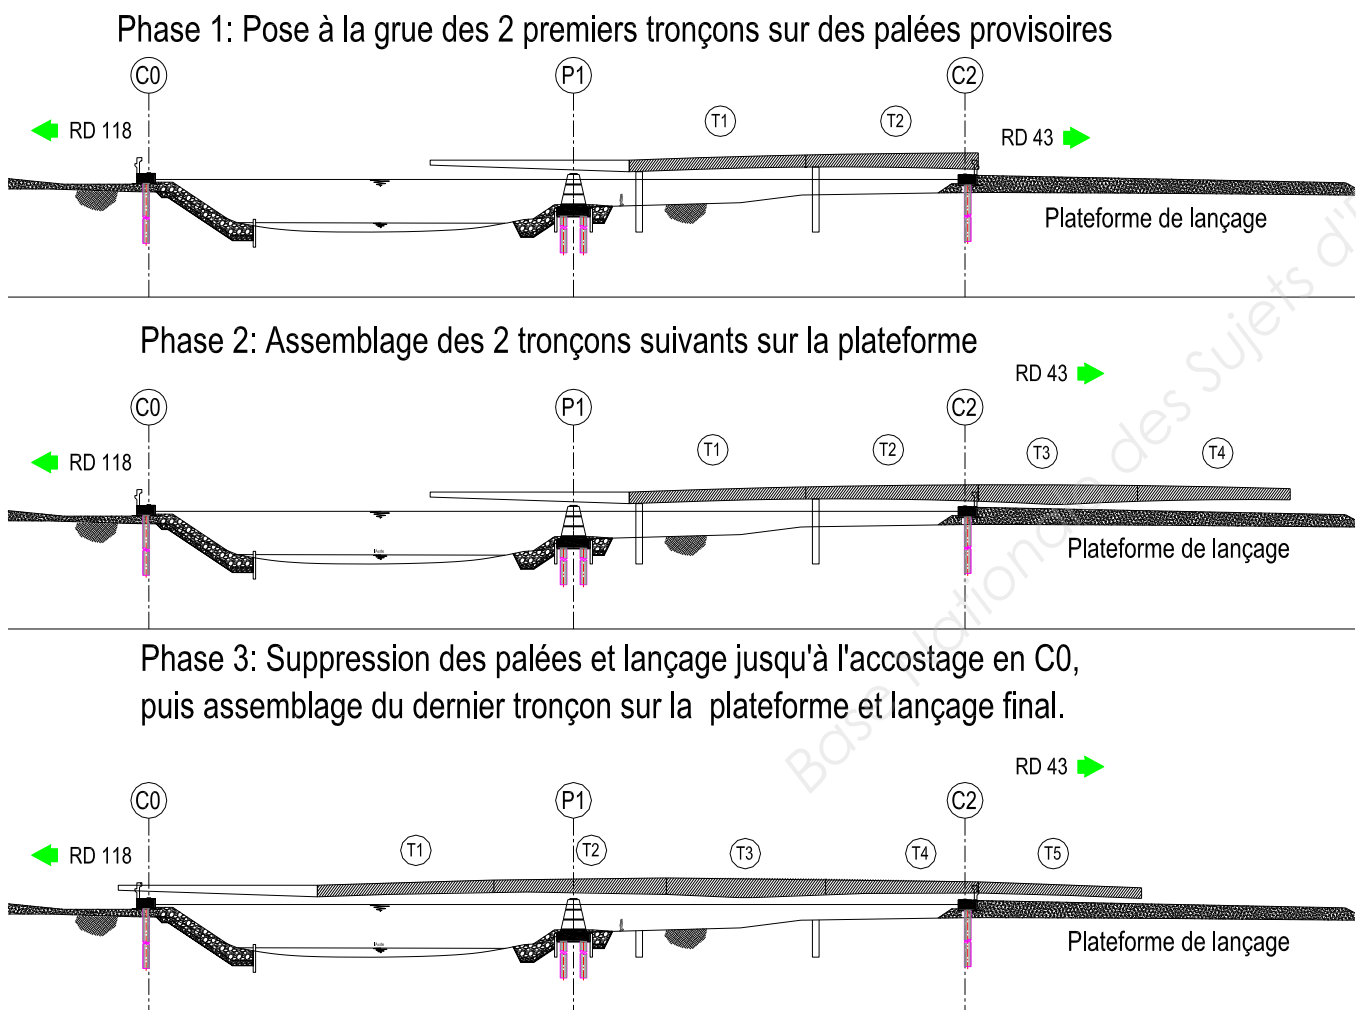 Phase 1: Pose à la grue des 2 premiers tronçons sur des palées provisoires
C0
P1
C2
T1
T2
RD 118
RD 43
Plateforme de lançage
Phase 2: Assemblage des 2 tronçons suivants sur la plateforme
RD 43
C0
P1
C2
T1
T2
T3
T4
RD 118
Plateforme de lançage
Phase 3: Suppression des palées et lançage jusqu'à l'accostage en C0,
puis assemblage du dernier tronçon sur la plateforme et lançage final.
RD 43
C0
P1
C2
RD 118
T1
T2
T3
T4
T5
Plateforme de lançage
Base Nationale des Sujets d'